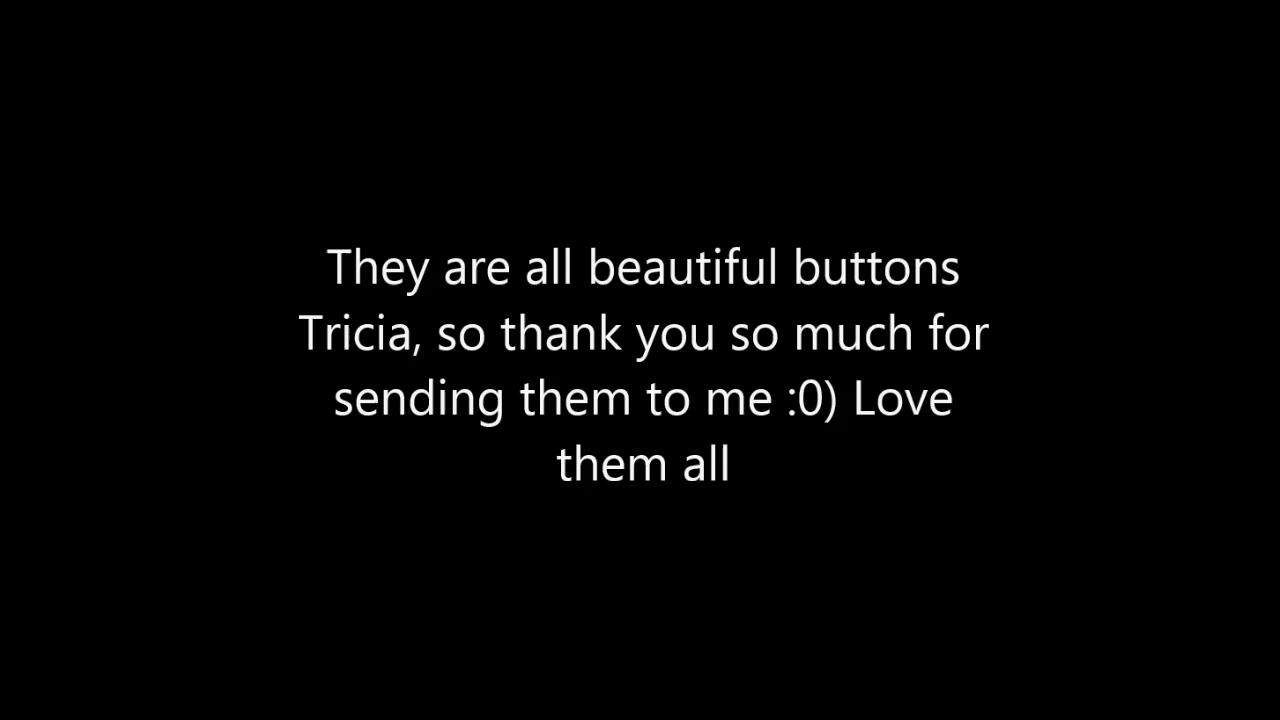 They are all beautiful buttons
Tricia, so thank you so much for
sending them to me :0) Love
them all